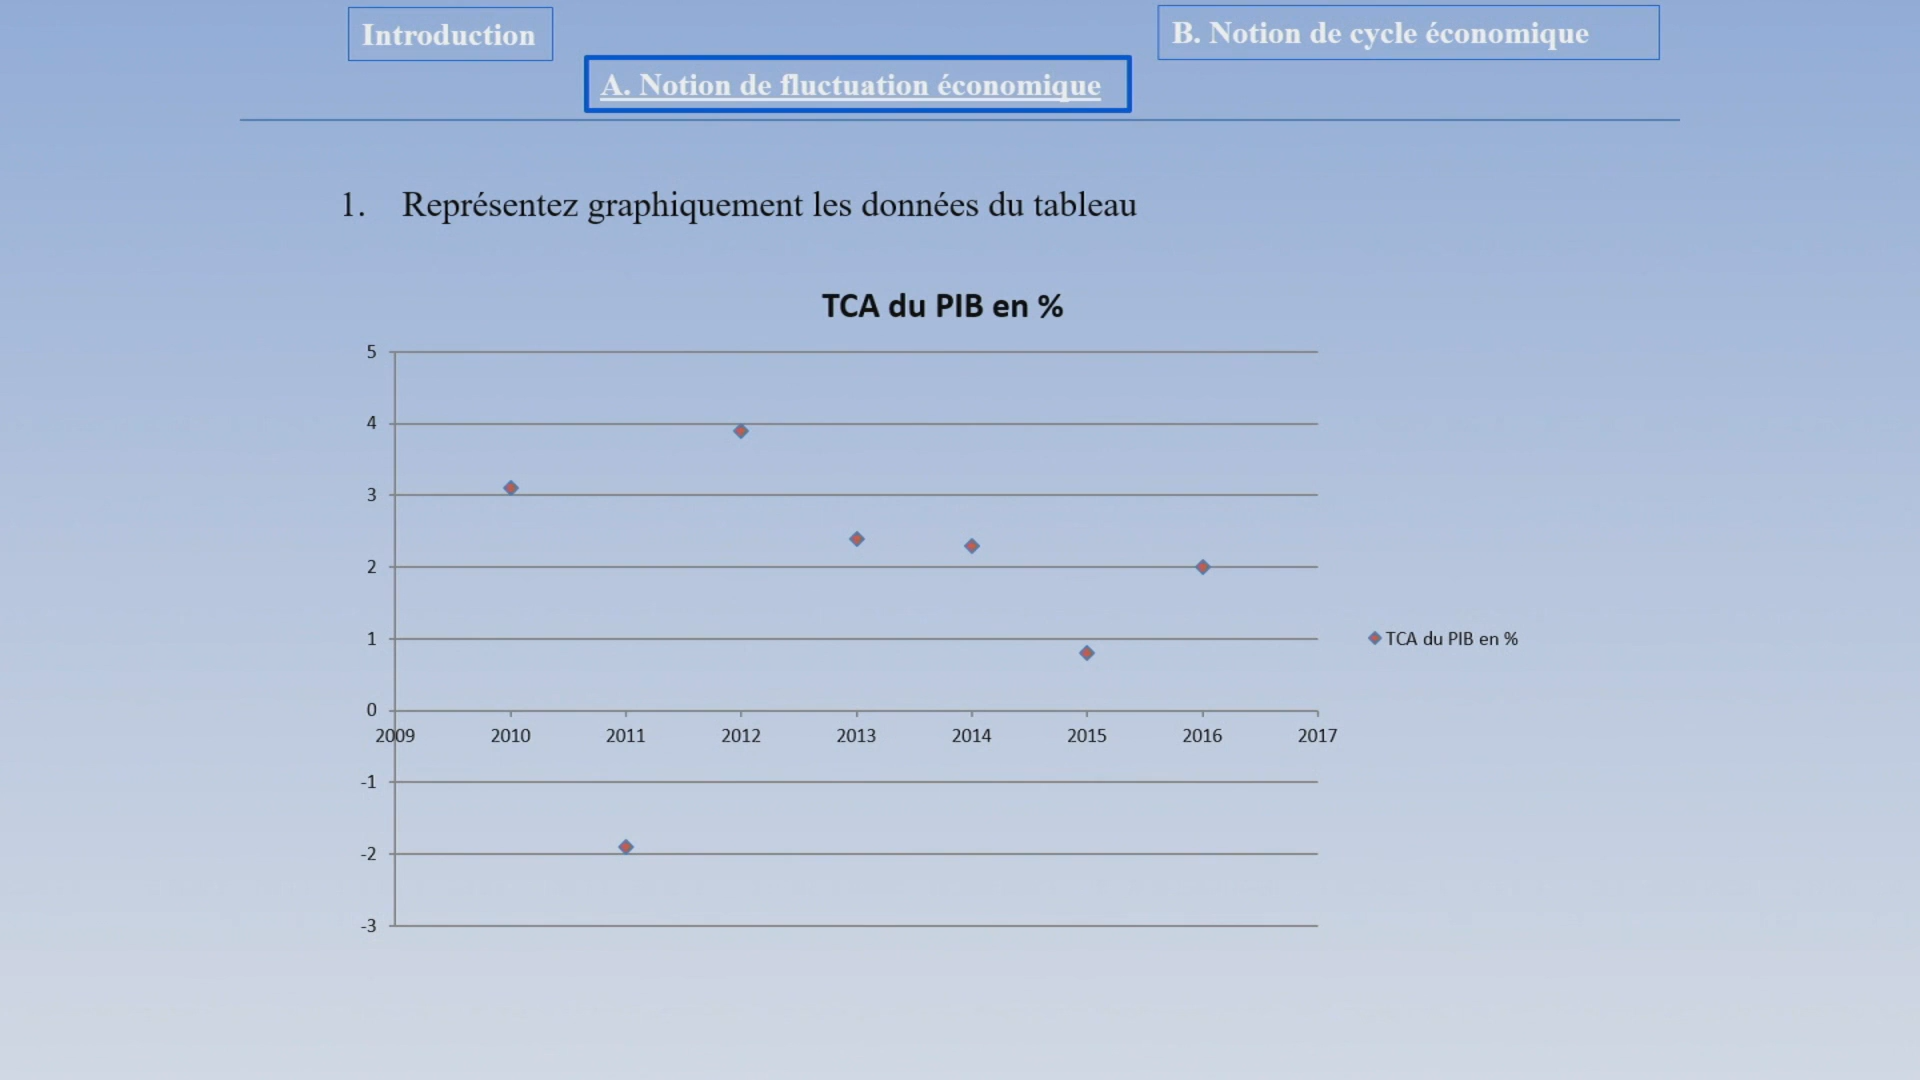 Introduction
A. Notion de fluctuation économique
B. Notion de cycle économique
1. Représentez graphiquement les données du tableau
TCA du PIB en %
5
4
3
2
1
0
2009 2010 2011 2012 2013 2014 2015 2016 2017
-1
-2
-3
TCA du PIB en %